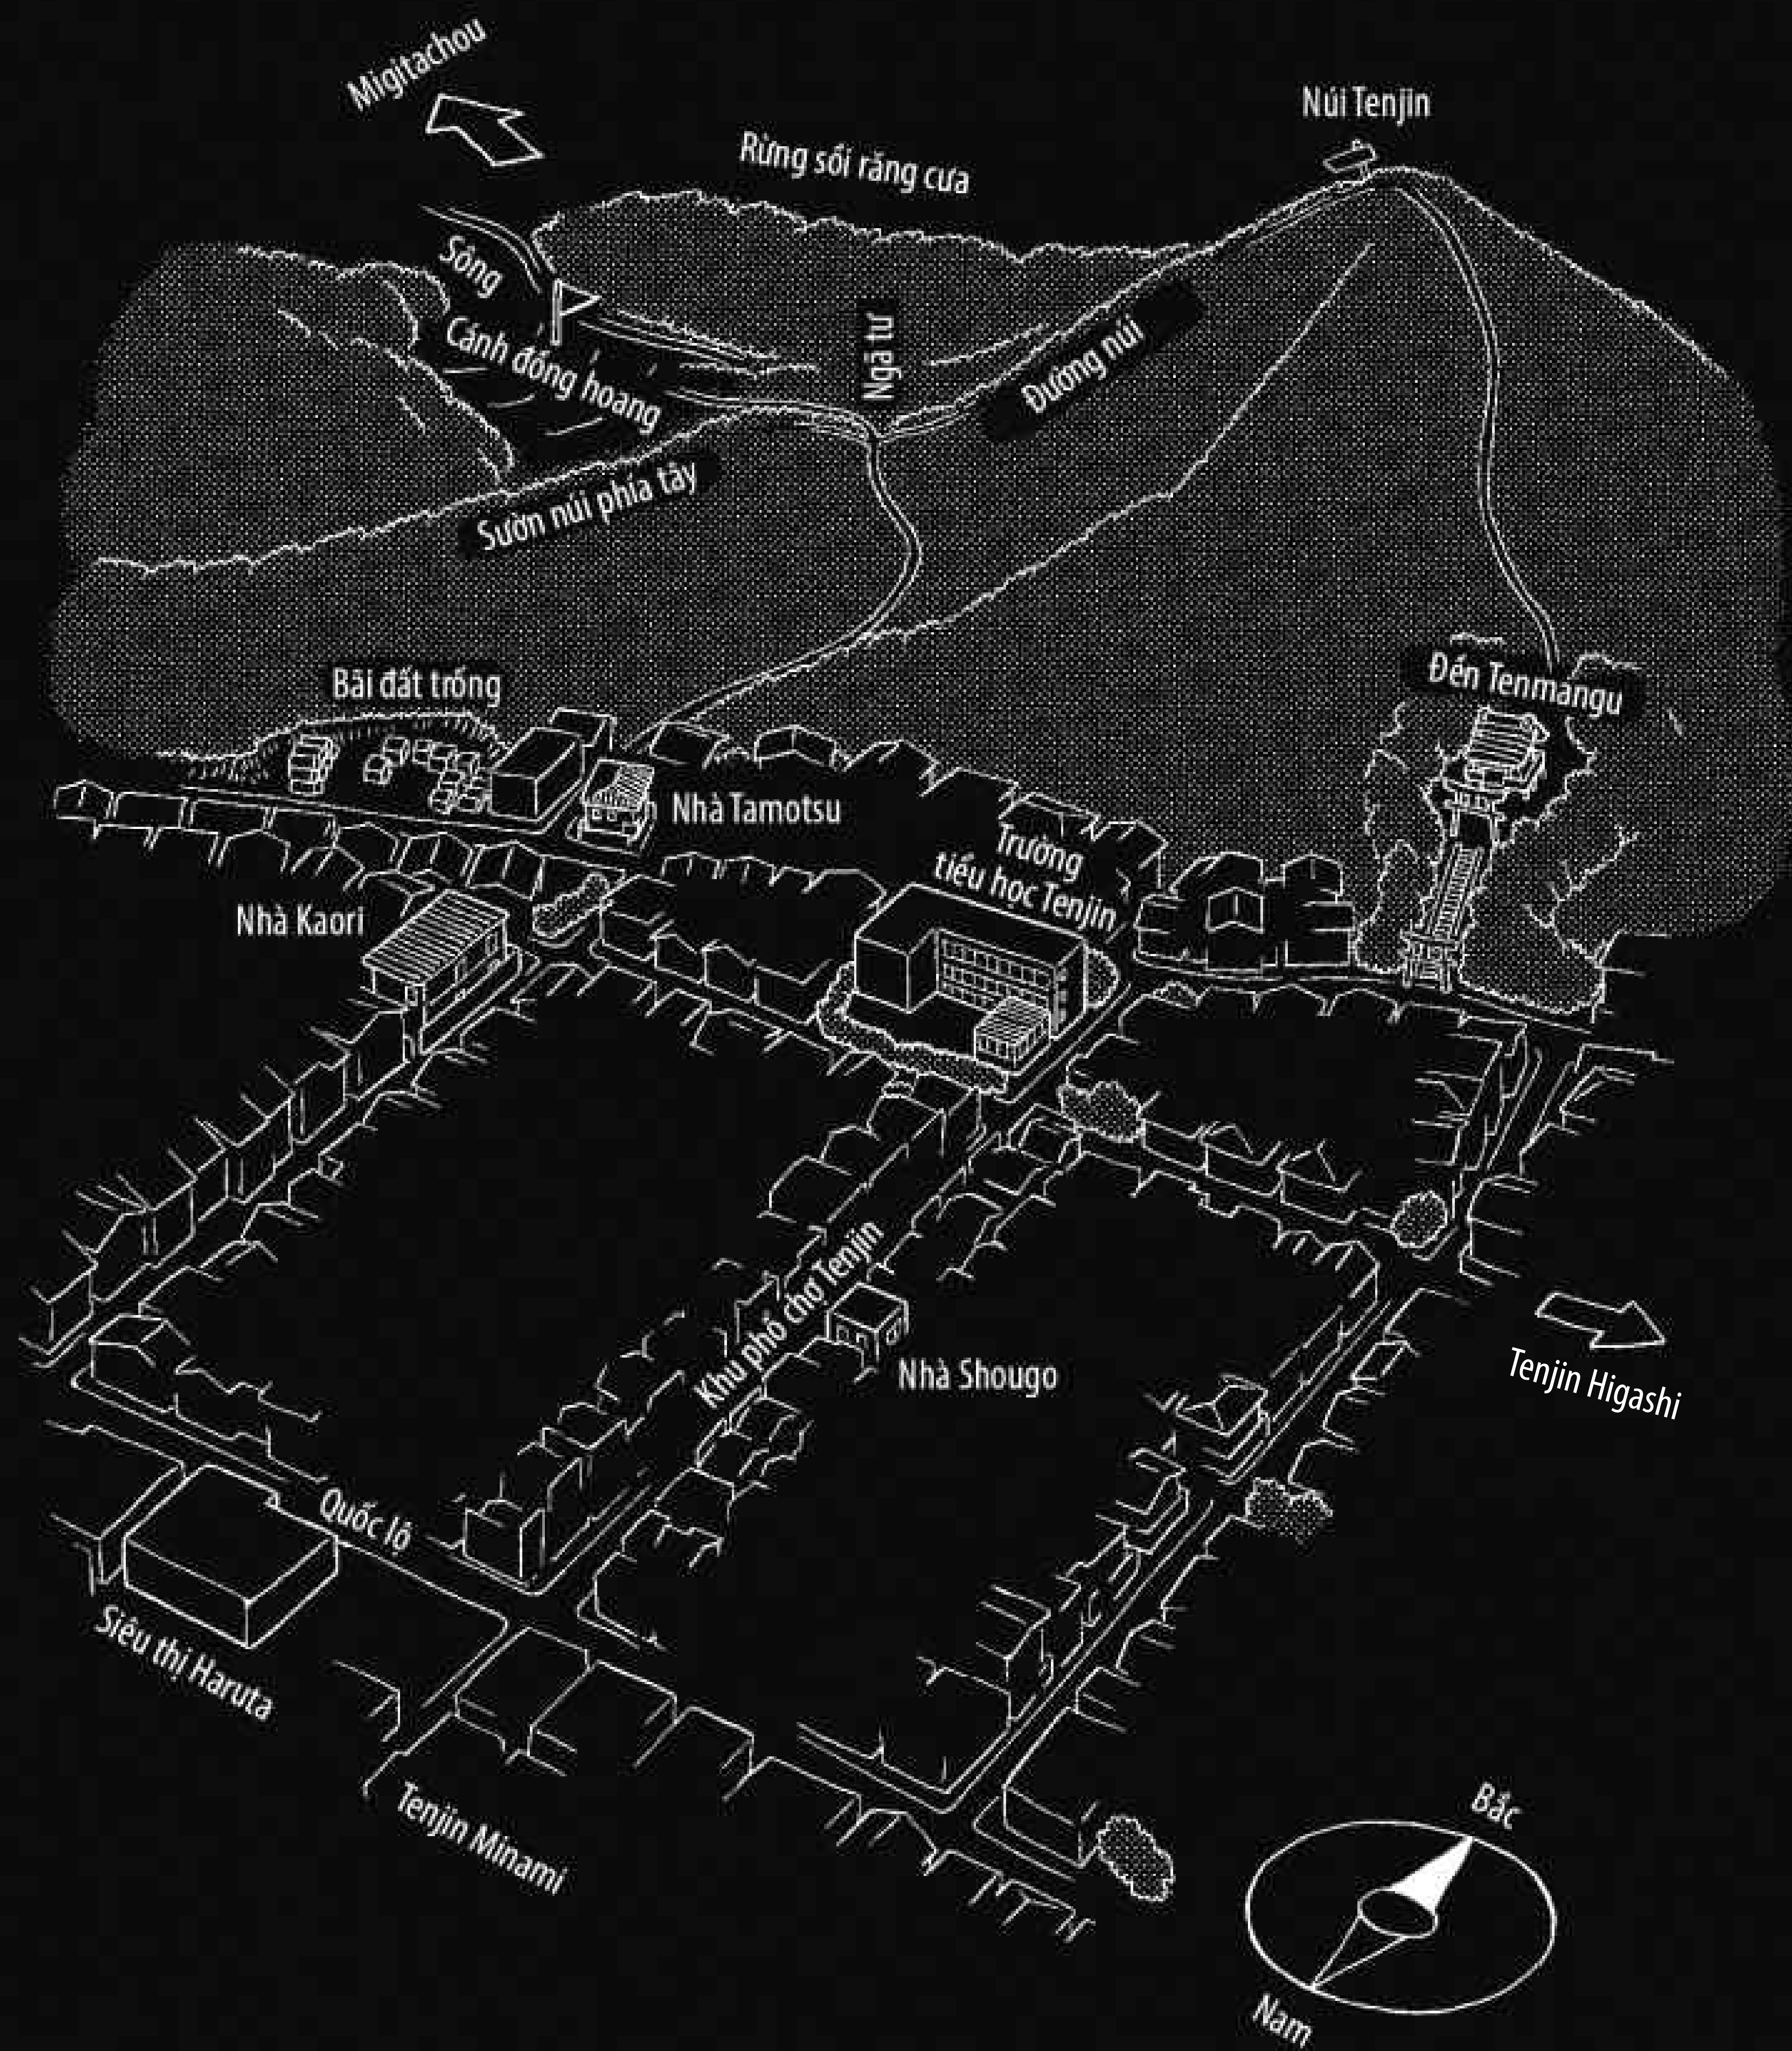 Migitachou
Núi Tenjin
Rừng sồi răng cưa
Sông
Cánh đồng hoang
Ngã tư
Đường núi
Sườn núi phía tây
Bãi đất trống
Đền Tenmangu
Nhà Tamotsu
Trường
tiểu học Tenjin
Nhà Kaori
Khu phố chợ Tenjin
Nhà Shougo
Tenjin Higashi
Quốc lộ
Siêu thị Haruta
Tenjin Minami
Bắc
Nam